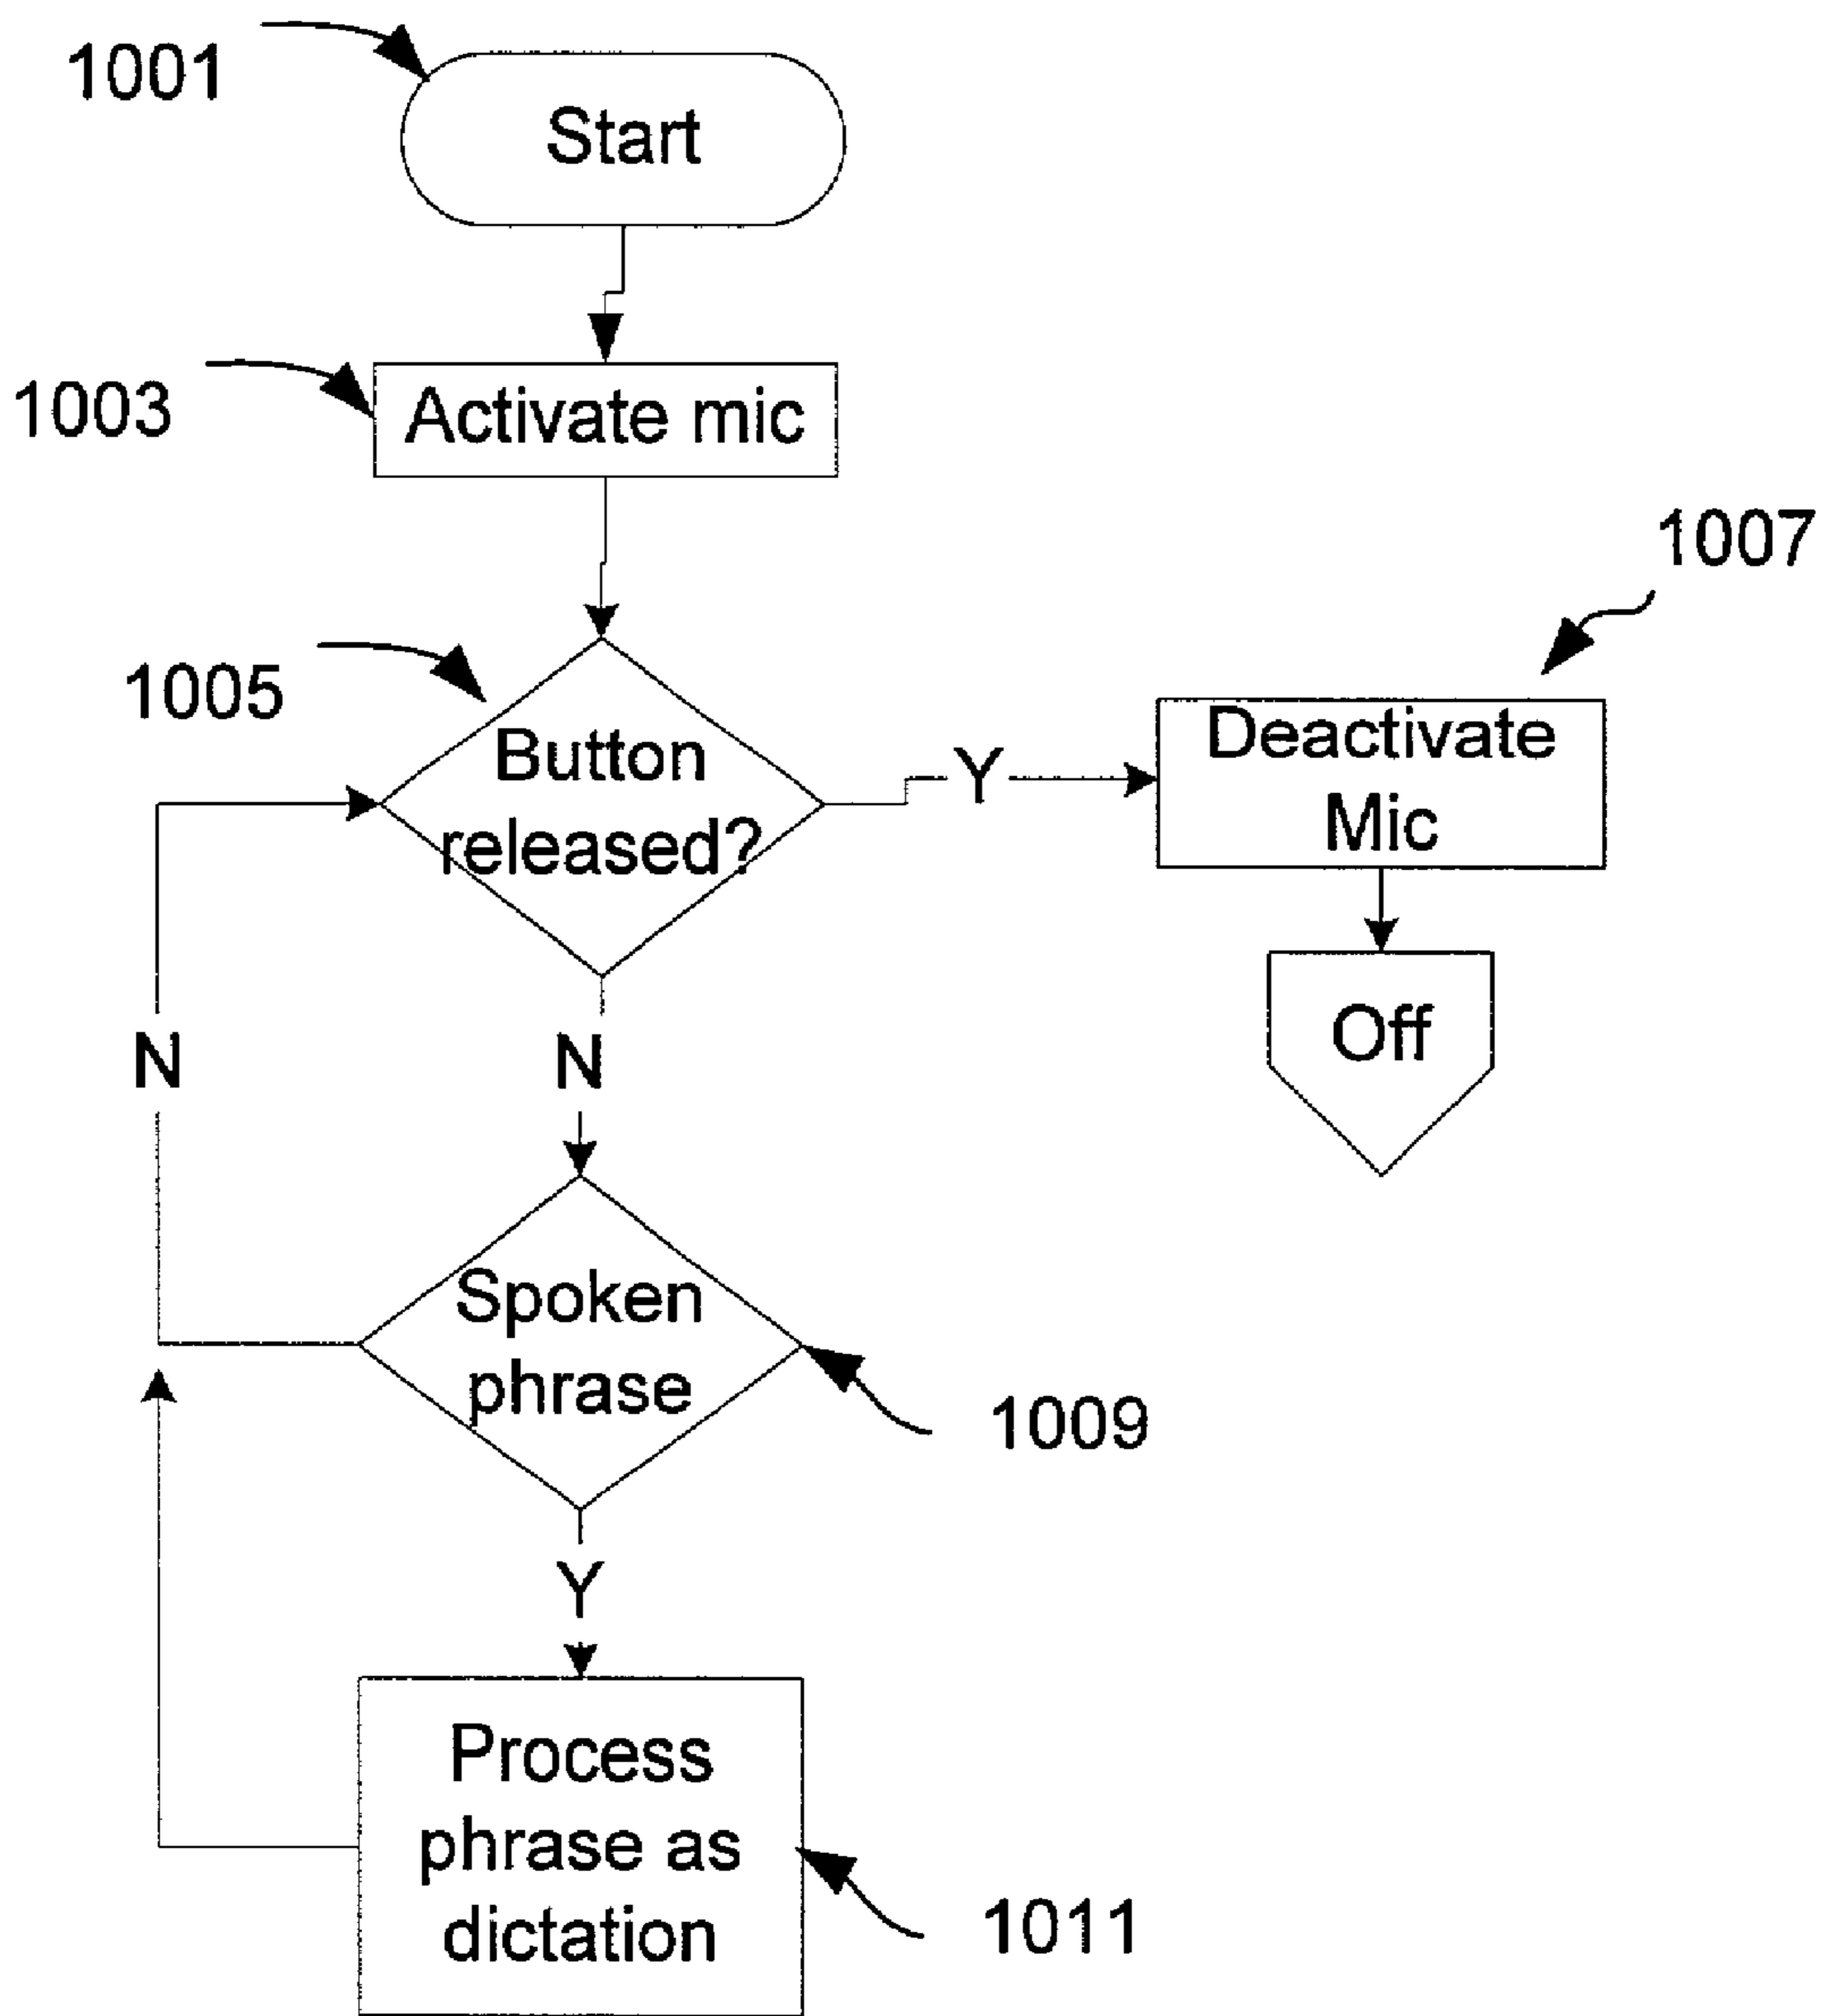 1001
Start
1003
Activate mic
1007
1005
Button
released?
Y
Deactivate
Mic
Off
N
N
Spoken
phrase
1009
Y
Process
phrase as
dictation
1011